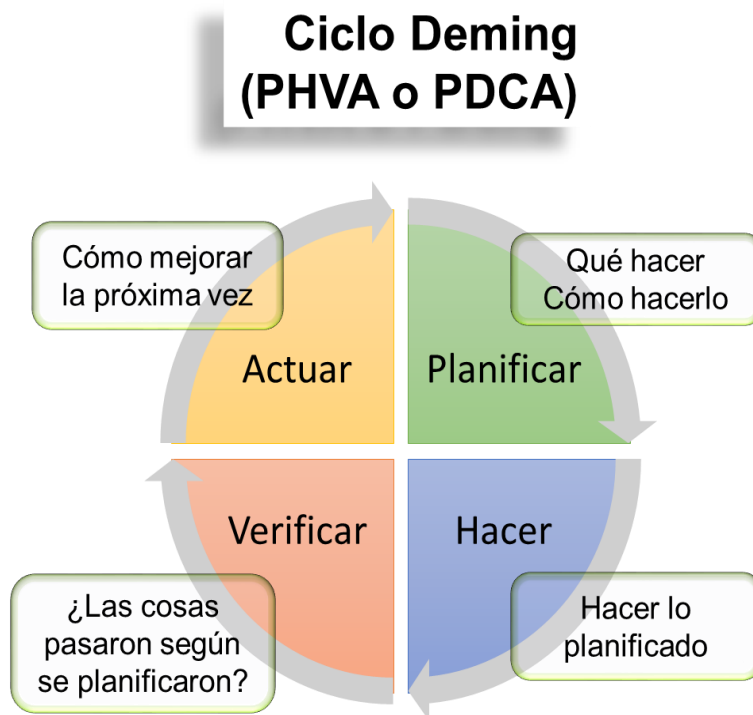 Ciclo Deming
(PHVA o PDCA)
Cómo mejorar
la próxima vez
Qué hacer
Cómo hacerlo
Actuar
Planificar
Verificar
Hacer
¿Las cosas
pasaron según
se planificaron?
Hacer lo
planificado